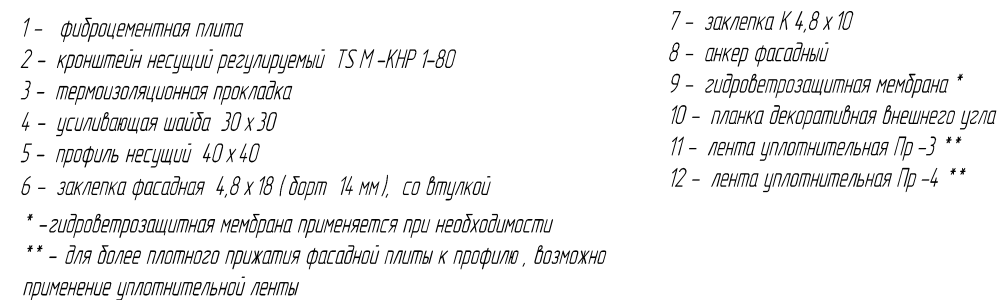 1 - фиброцементная плита
2 - кронштейн несущий регулируемый TS M -КНР 1-80
3 - термоизоляционная прокладка
4 - усиливающая шайба 30 х 30
5 - профиль несущий 40 х 40
6 - заклепка фасадная 4,8 х 18 ( борт 14 мм ), со втулкой
* -гидроветрозащитная мембрана применяется при необходимости
** - для более плотного прижатия фасадной плиты к профилю , возможно
применение уплотнительной ленты
7 - заклепка К 4,8 х 10
8 - анкер фасадный
9 - гидроветрозащитная мембрана *
10 - планка декоративная внешнего угла
11 - лента уплотнительная Пр -3 **
12 - лента уплотнительная Пр -4 **